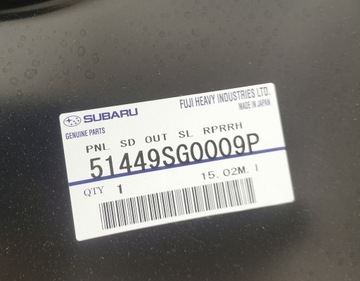 SUBARU
FUJI HEAVY INDUSTRIES LTD.
GENUINE PARTS
MADE IN JAPAN
PNL SD OUT SL RPRRH
51449SG0009P
QTY 1
15.02M.I